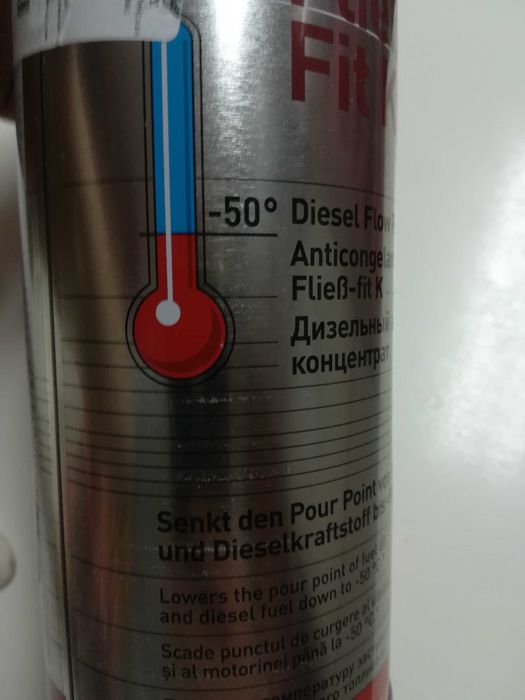 Fit K
-50°
Diesel Flow
Fließ-fit K
Дизельный
концентрат
Senkt den Pour Point
und Dieselkraftstoff bis
Lowers the pour point of fuel
and diesel fuel down to -50 °C
Scade punctul de curgere al
și al motorinei până la -50 °C